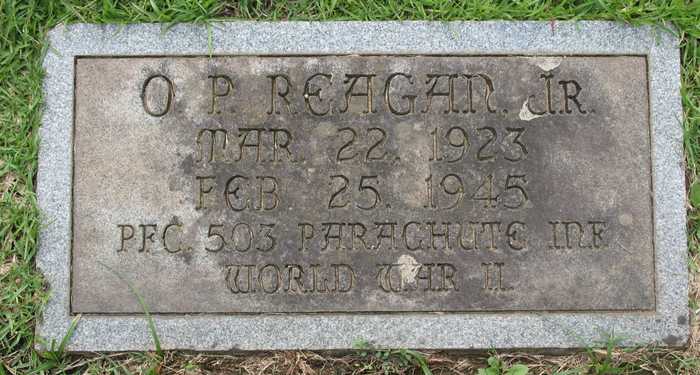 O. P. REAGAN, JR.
MAR. 22, 1923
FEB. 25, 1945
PFC. 503 PARACHUTE INF.
WORLD WAR II.